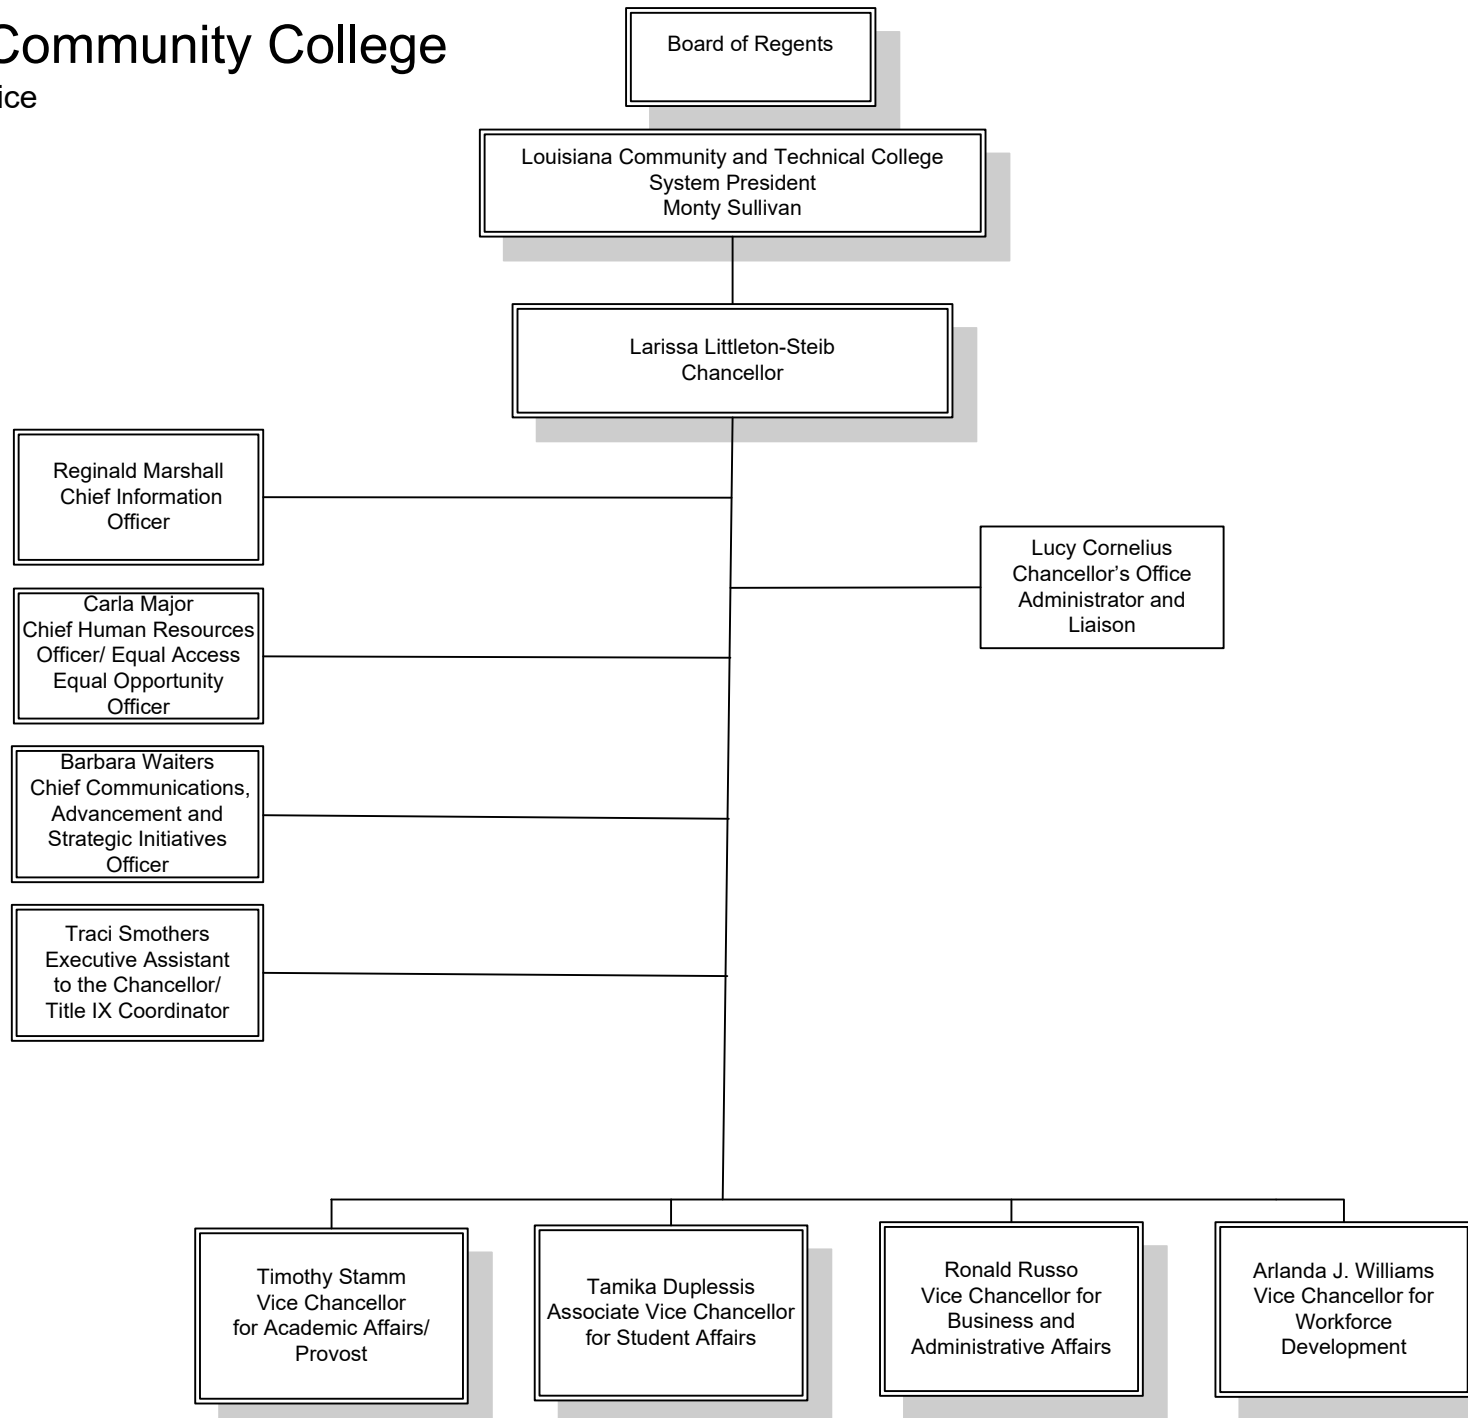 Community College
ice
Board of Regents
Louisiana Community and Technical College
System President
Monty Sullivan
Larissa Littleton-Steib
Chancellor
Reginald Marshall
Chief Information
Officer
Lucy Cornelius
Chancellor’s Office
Administrator and
Liaison
Carla Major
Chief Human Resources
Officer/ Equal Access
Equal Opportunity
Officer
Barbara Waiters
Chief Communications,
Advancement and
Strategic Initiatives
Officer
Traci Smothers
Executive Assistant
to the Chancellor/
Title IX Coordinator
Timothy Stamm
Vice Chancellor
for Academic Affairs/
Provost
Tamika Duplessis
Associate Vice Chancellor
for Student Affairs
Ronald Russo
Vice Chancellor for
Business and
Administrative Affairs
Arlanda J. Williams
Vice Chancellor for
Workforce
Development